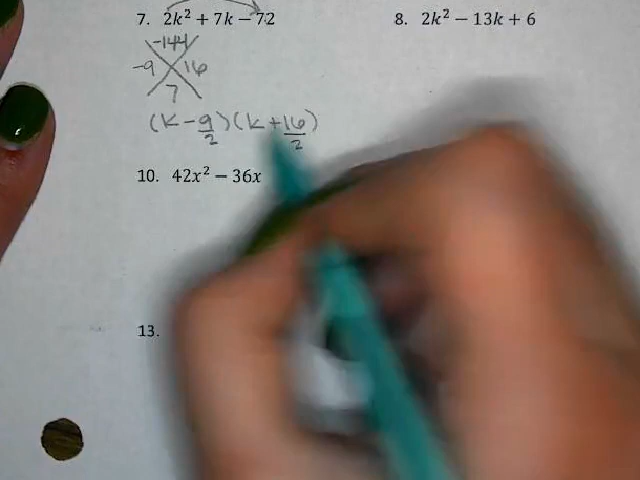 7. 2k² + 7k − 72
8. 2k² − 13k + 6
-144
-9 16
7
(k - 9/2)(k + 16/2)
10. 42x² − 36x
13.